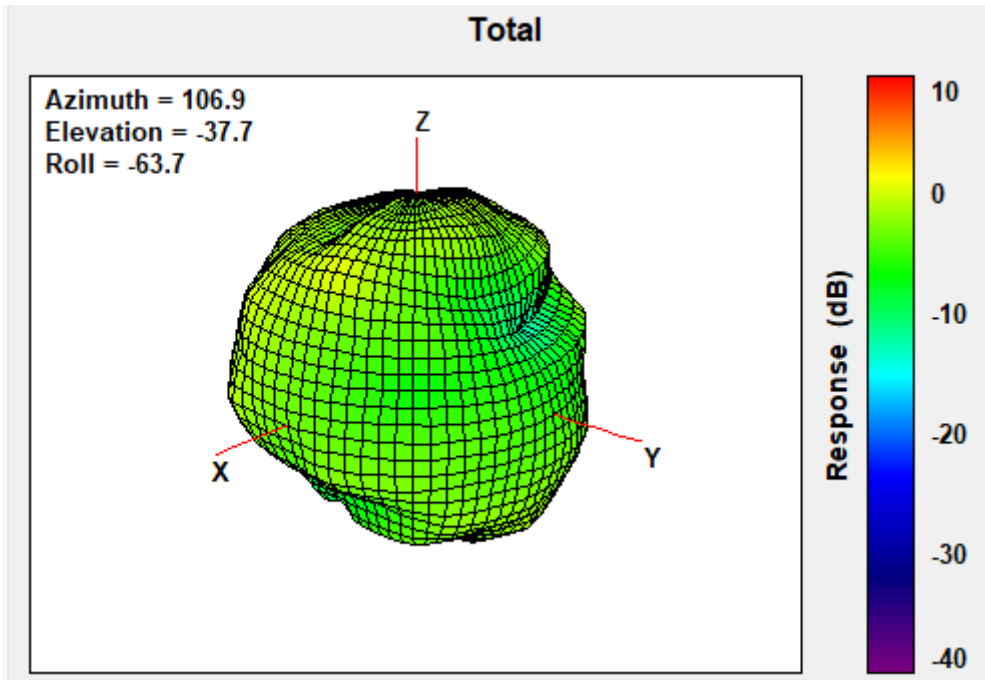 Total
Azimuth = 106.9
Elevation = -37.7
Roll = -63.7
Z
X
Y
10
0
-10
-20
-30
-40
Response (dB)